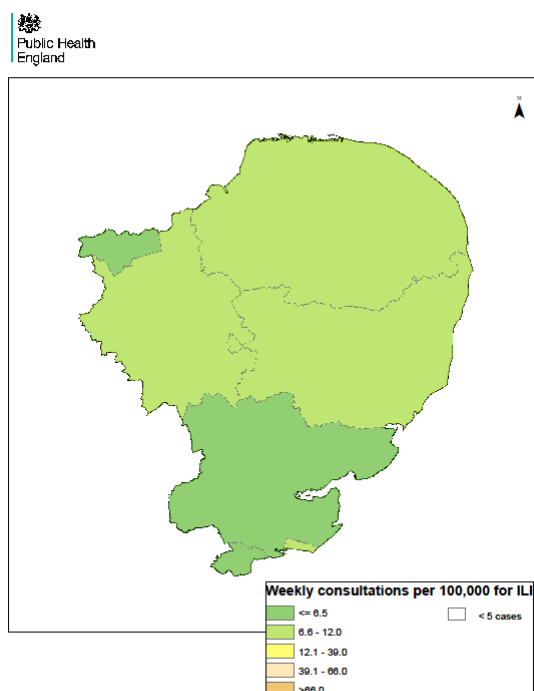 Public Health
England
N
Weekly consultations per 100,000 for ILI
<= 6.5
< 5 cases
6.6 - 12.0
12.1 - 39.0
39.1 - 66.0
>66.0